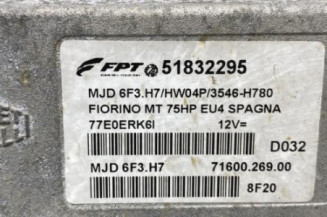 FPT 51832295
MJD 6F3.H7/HW04P/3546-H780
FIORINO MT 75HP EU4 SPAGNA
77E0ERK6I 12V=
D032
MJD 6F3.H7 71600.269.00
8F20